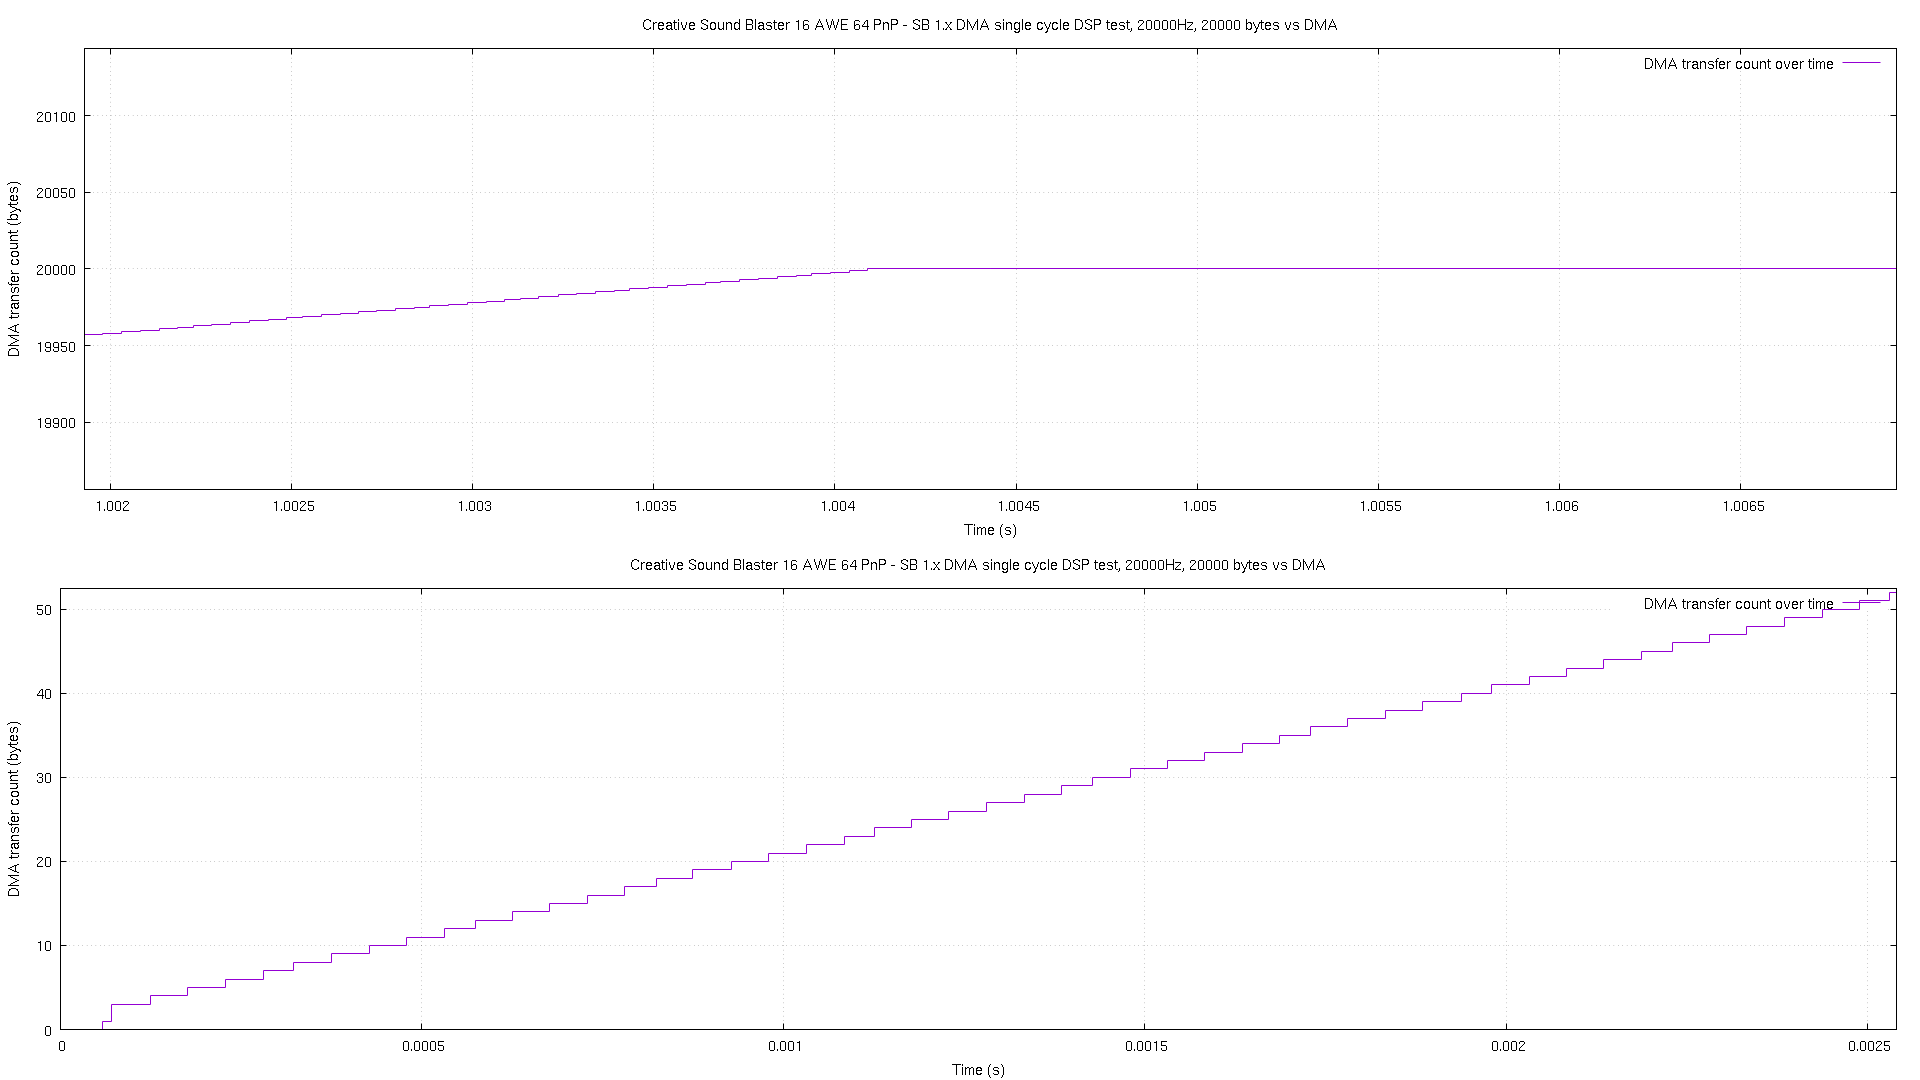 Creative Sound Blaster 16 AWE 64 PnP - SB 1.x DMA single cycle DSP test, 20000Hz, 20000 bytes vs DMA
DMA transfer count over time
20100
20050
20000
19950
19900
DMA transfer count (bytes)
1.002 1.0025 1.003 1.0035 1.004 1.0045 1.005 1.0055 1.006 1.0065
Time (s)
Creative Sound Blaster 16 AWE 64 PnP - SB 1.x DMA single cycle DSP test, 20000Hz, 20000 bytes vs DMA
DMA transfer count over time
50
40
30
20
10
0
DMA transfer count (bytes)
0 0.0005 0.001 0.0015 0.002 0.0025
Time (s)